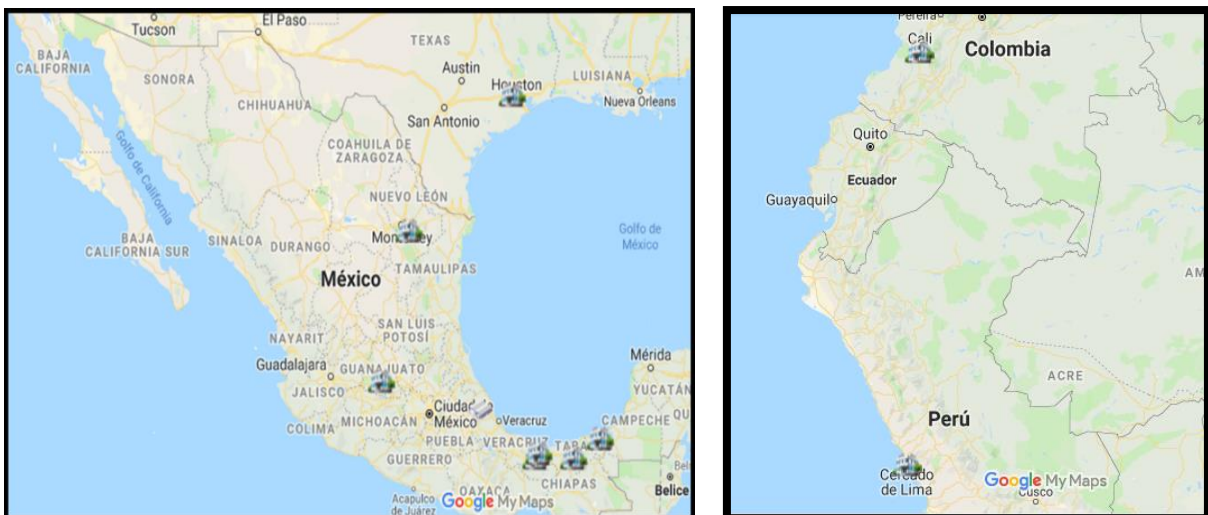 Tucson
El Paso
BAJA
CALIFORNIA
SONORA
CHIHUAHUA
TEXAS
Austin
Houston
LUISIANA
Nueva Orleans
San Antonio
COAHUILA DE
ZARAGOZA
Golfo de California
NUEVO LEÓN
Monterrey
Golfo de
México
BAJA
CALIFORNIA SUR
SINALOA
DURANGO
TAMAULIPAS
México
SAN LUIS
POTOSÍ
NAYARIT
Guadalajara
GUANAJUATO
JALISCO
Mérida
YUCATÁN
COLIMA
MICHOACÁN
Ciudad
México
Veracruz
CAMPECHE
PUEBLA
VERACRUZ
GUERRERO
CHIAPAS
OAXACA
Belice
Acapulco
de Juárez
Google My Maps
Pereira
Cali
Colombia
Quito
Ecuador
Guayaquil
ACRE
Perú
Cercado
de Lima
Google My Maps
Cusco